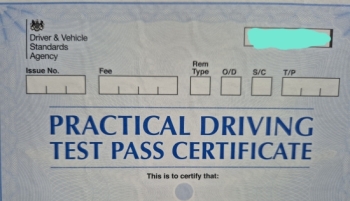 Driver & Vehicle
Standards
Agency
Issue No. Fee Rem Type O/D S/C T/P
PRACTICAL DRIVING
TEST PASS CERTIFICATE
This is to certify that: